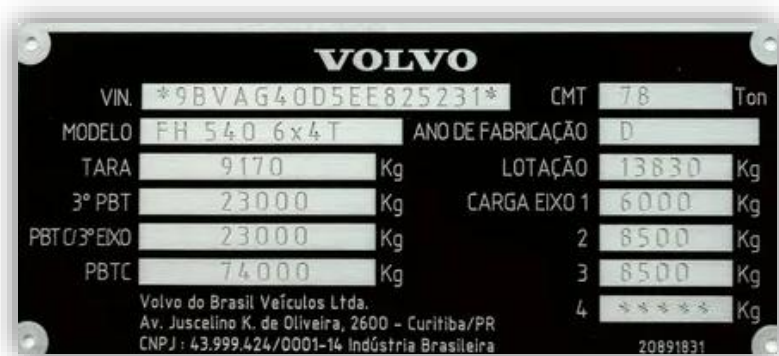 VOLVO
VIN. *9BVAG40D5EE825231* CMT 78 Ton
MODELO FH 540 6x4T ANO DE FABRICAÇÃO D
TARA 9170 Kg LOTAÇÃO 13830 Kg
3º PBT 23000 Kg CARGA EIXO 1 6000 Kg
PBTC/3º EIXO 23000 Kg 2 8500 Kg
PBTC 74000 Kg 3 8500 Kg
Volvo do Brasil Veículos Ltda. 4 ***** Kg
Av. Juscelino K. de Oliveira, 2600 - Curitiba/PR
CNPJ : 43.999.424/0001-14 Indústria Brasileira 20891831